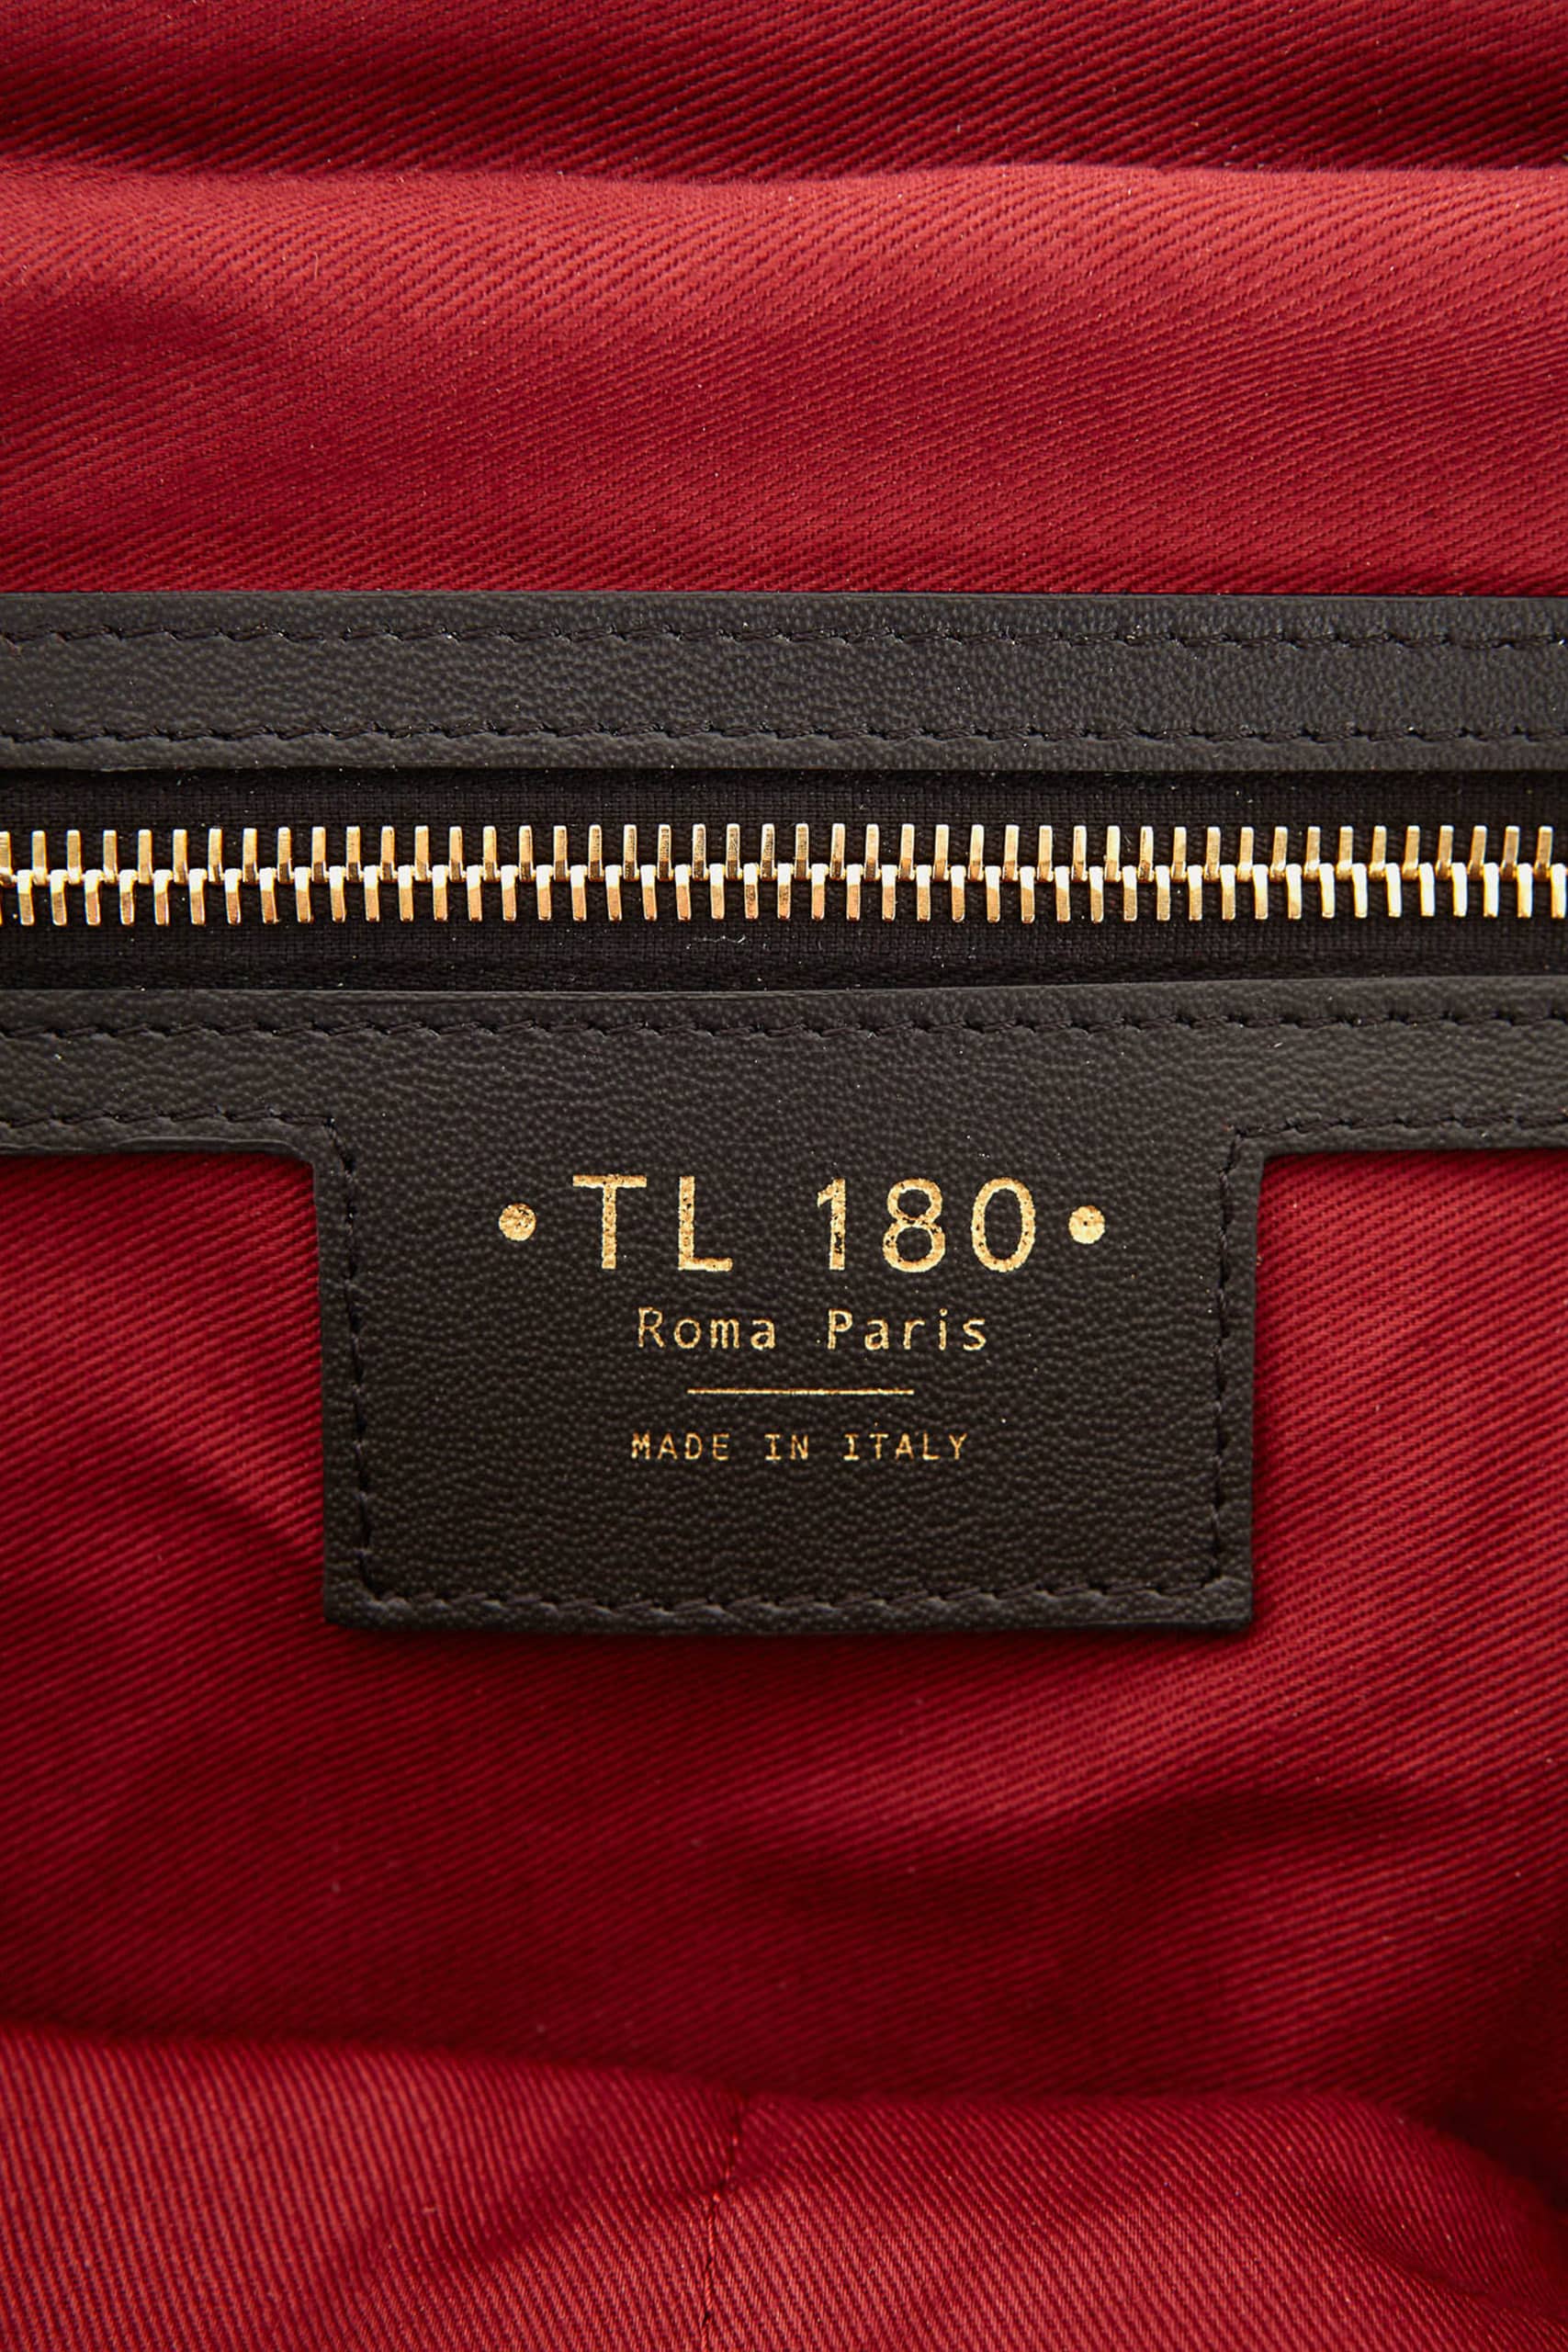 • TL 180 •
Roma Paris
MADE IN ITALY